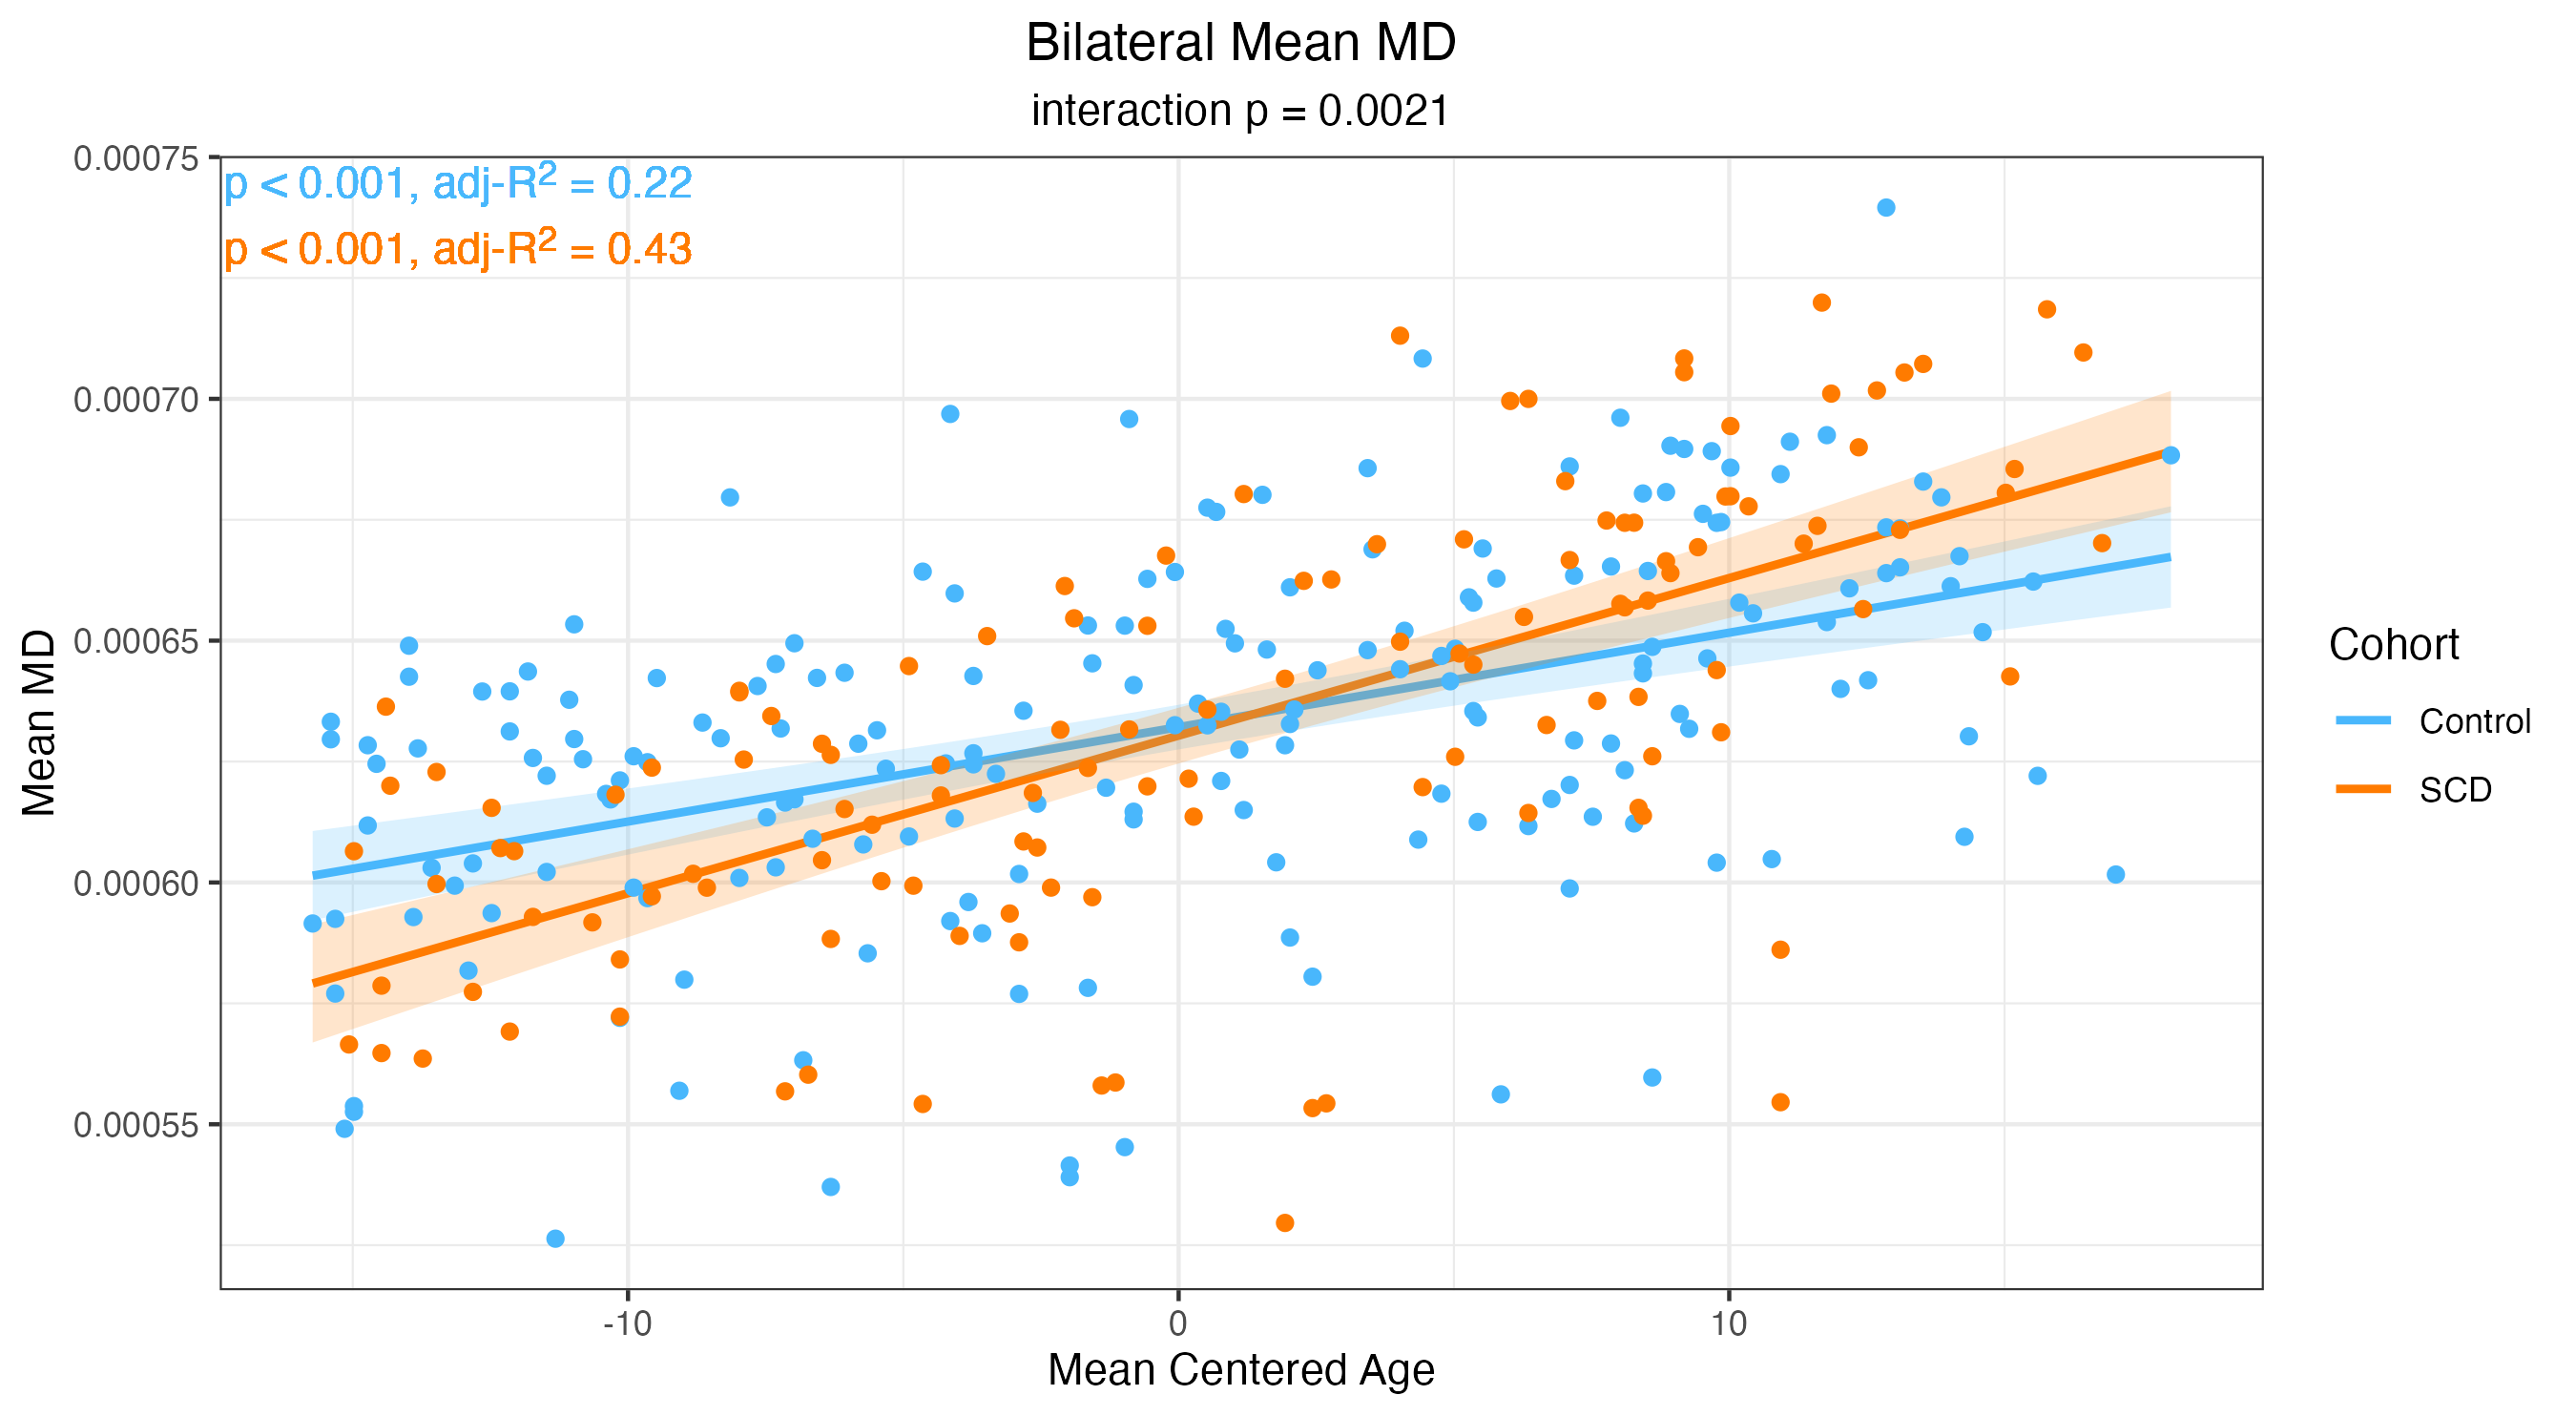 Bilateral Mean MD
interaction p = 0.0021
p < 0.001, adj-R² = 0.22
p < 0.001, adj-R² = 0.43
0.00075
0.00070
0.00065
0.00060
0.00055
Mean MD
-10
0
10
Mean Centered Age
Cohort
Control
SCD